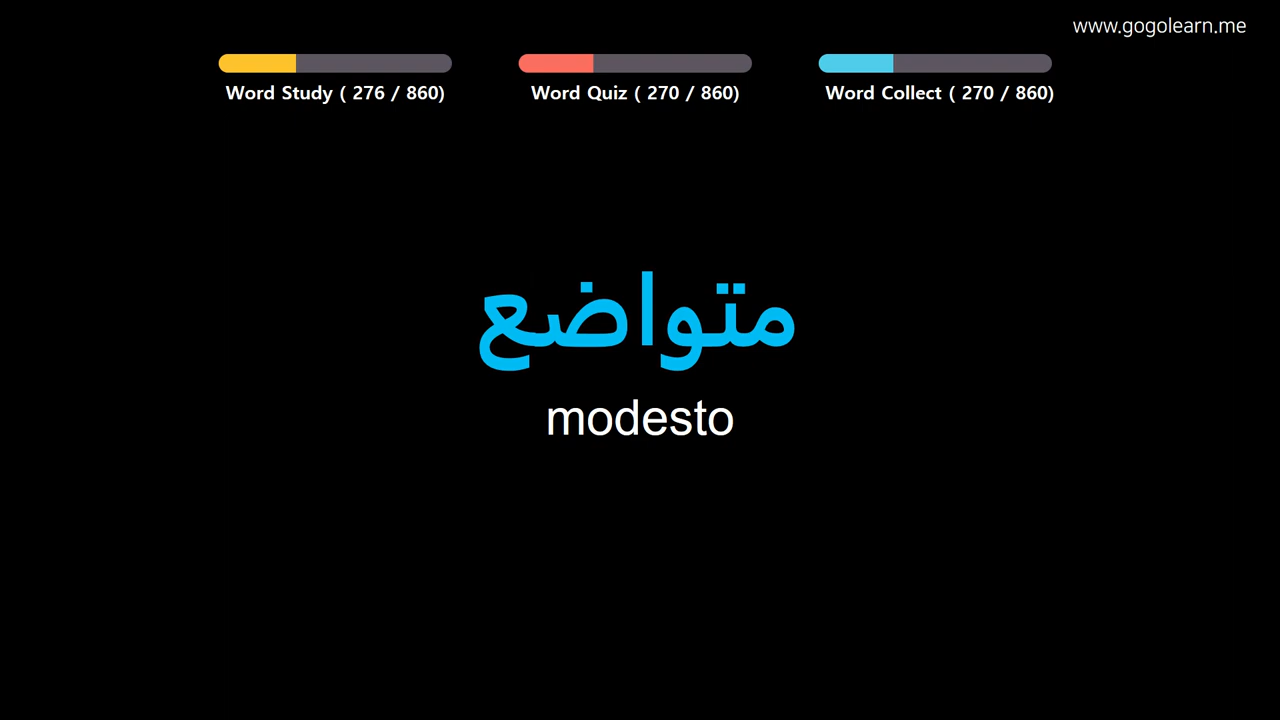 www.gogolearn.me
Word Study ( 276 / 860)
Word Quiz ( 270 / 860)
Word Collect ( 270 / 860)
متواضع
modesto